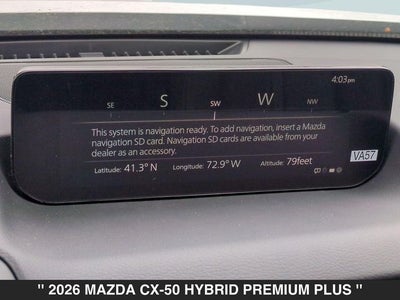 4:03pm
SE S SW W NW
This system is navigation ready. To add navigation, insert a Mazda
navigation SD card. Navigation SD cards are available from your
dealer as an accessory.
VA57
Latitude: 41.3° N Longitude: 72.9° W Altitude: 79feet
" 2026 MAZDA CX-50 HYBRID PREMIUM PLUS "